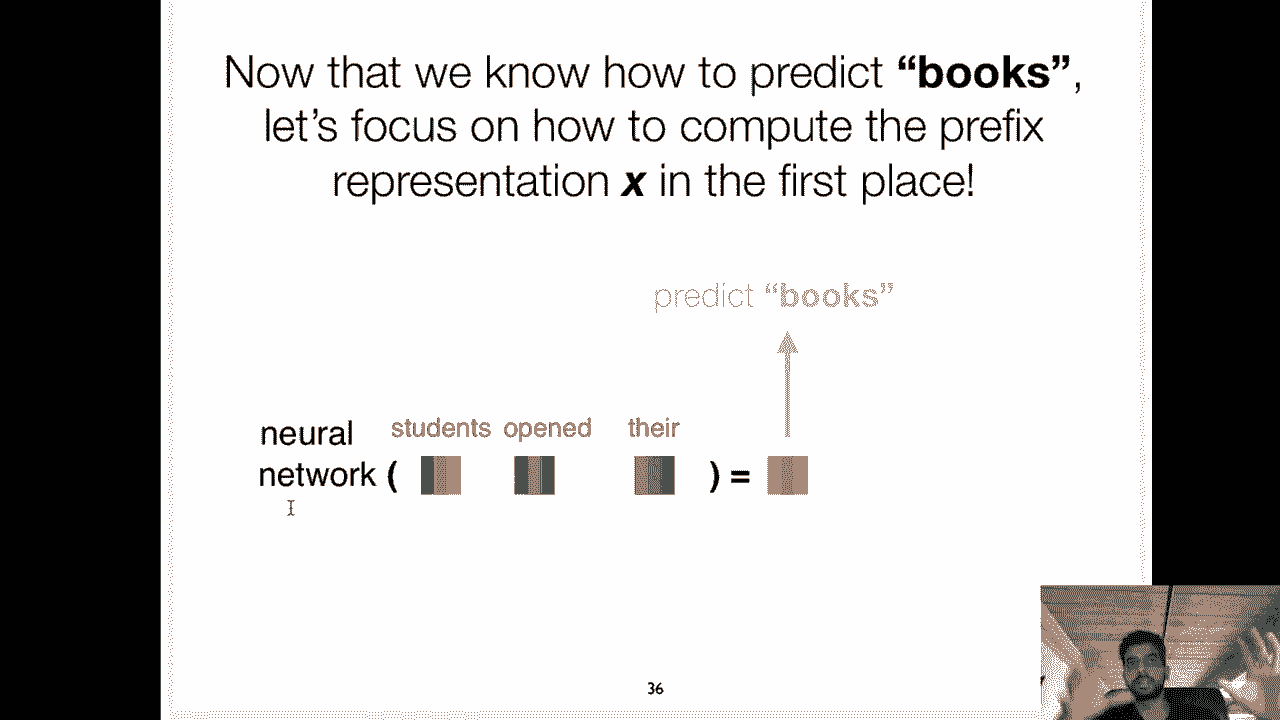 Now that we know how to predict “books”,
let’s focus on how to compute the prefix
representation x in the first place!
predict “books”
neural students opened their
network ( ) =
36